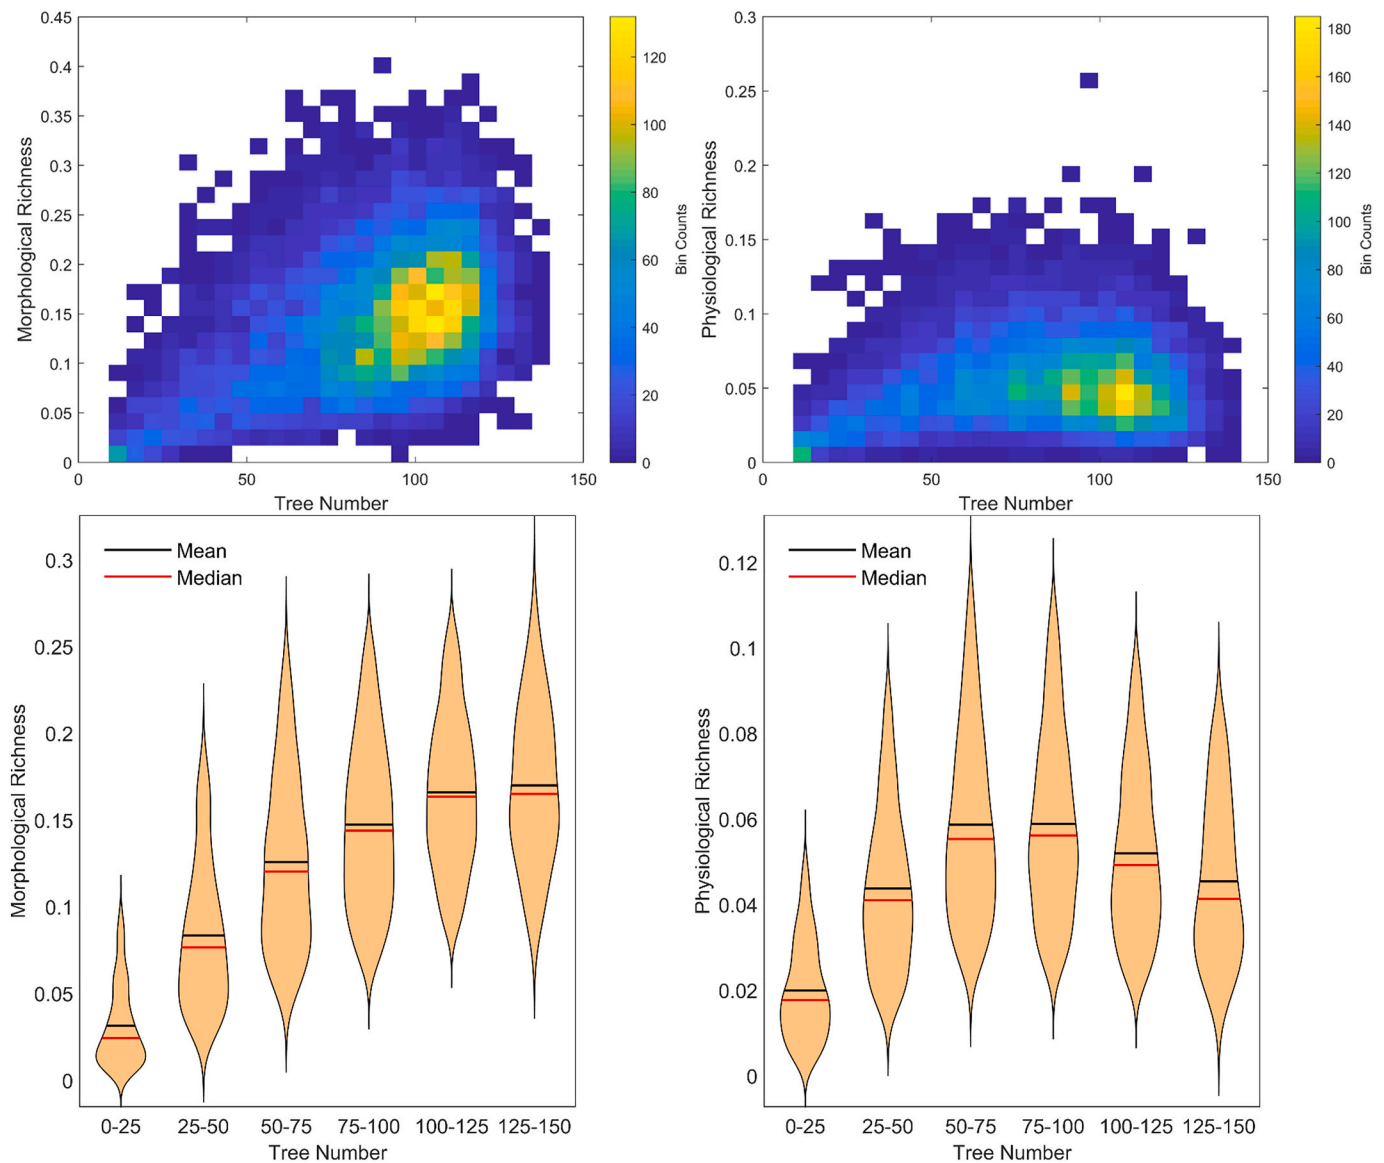 0.45
0.4
0.35
0.3
0.25
0.2
0.15
0.1
0.05
0
Morphological Richness
0 50 100 150
Tree Number
120
100
80
60
40
20
0
Bin Counts
0.3
0.25
0.2
0.15
0.1
0.05
0
Physiological Richness
0 50 100 150
Tree Number
180
160
140
120
100
80
60
40
20
0
Bin Counts
Mean
Median
0.3
0.25
0.2
0.15
0.1
0.05
0
Morphological Richness
0-25 25-50 50-75 75-100 100-125 125-150
Tree Number
Mean
Median
0.12
0.1
0.08
0.06
0.04
0.02
0
Physiological Richness
0-25 25-50 50-75 75-100 100-125 125-150
Tree Number